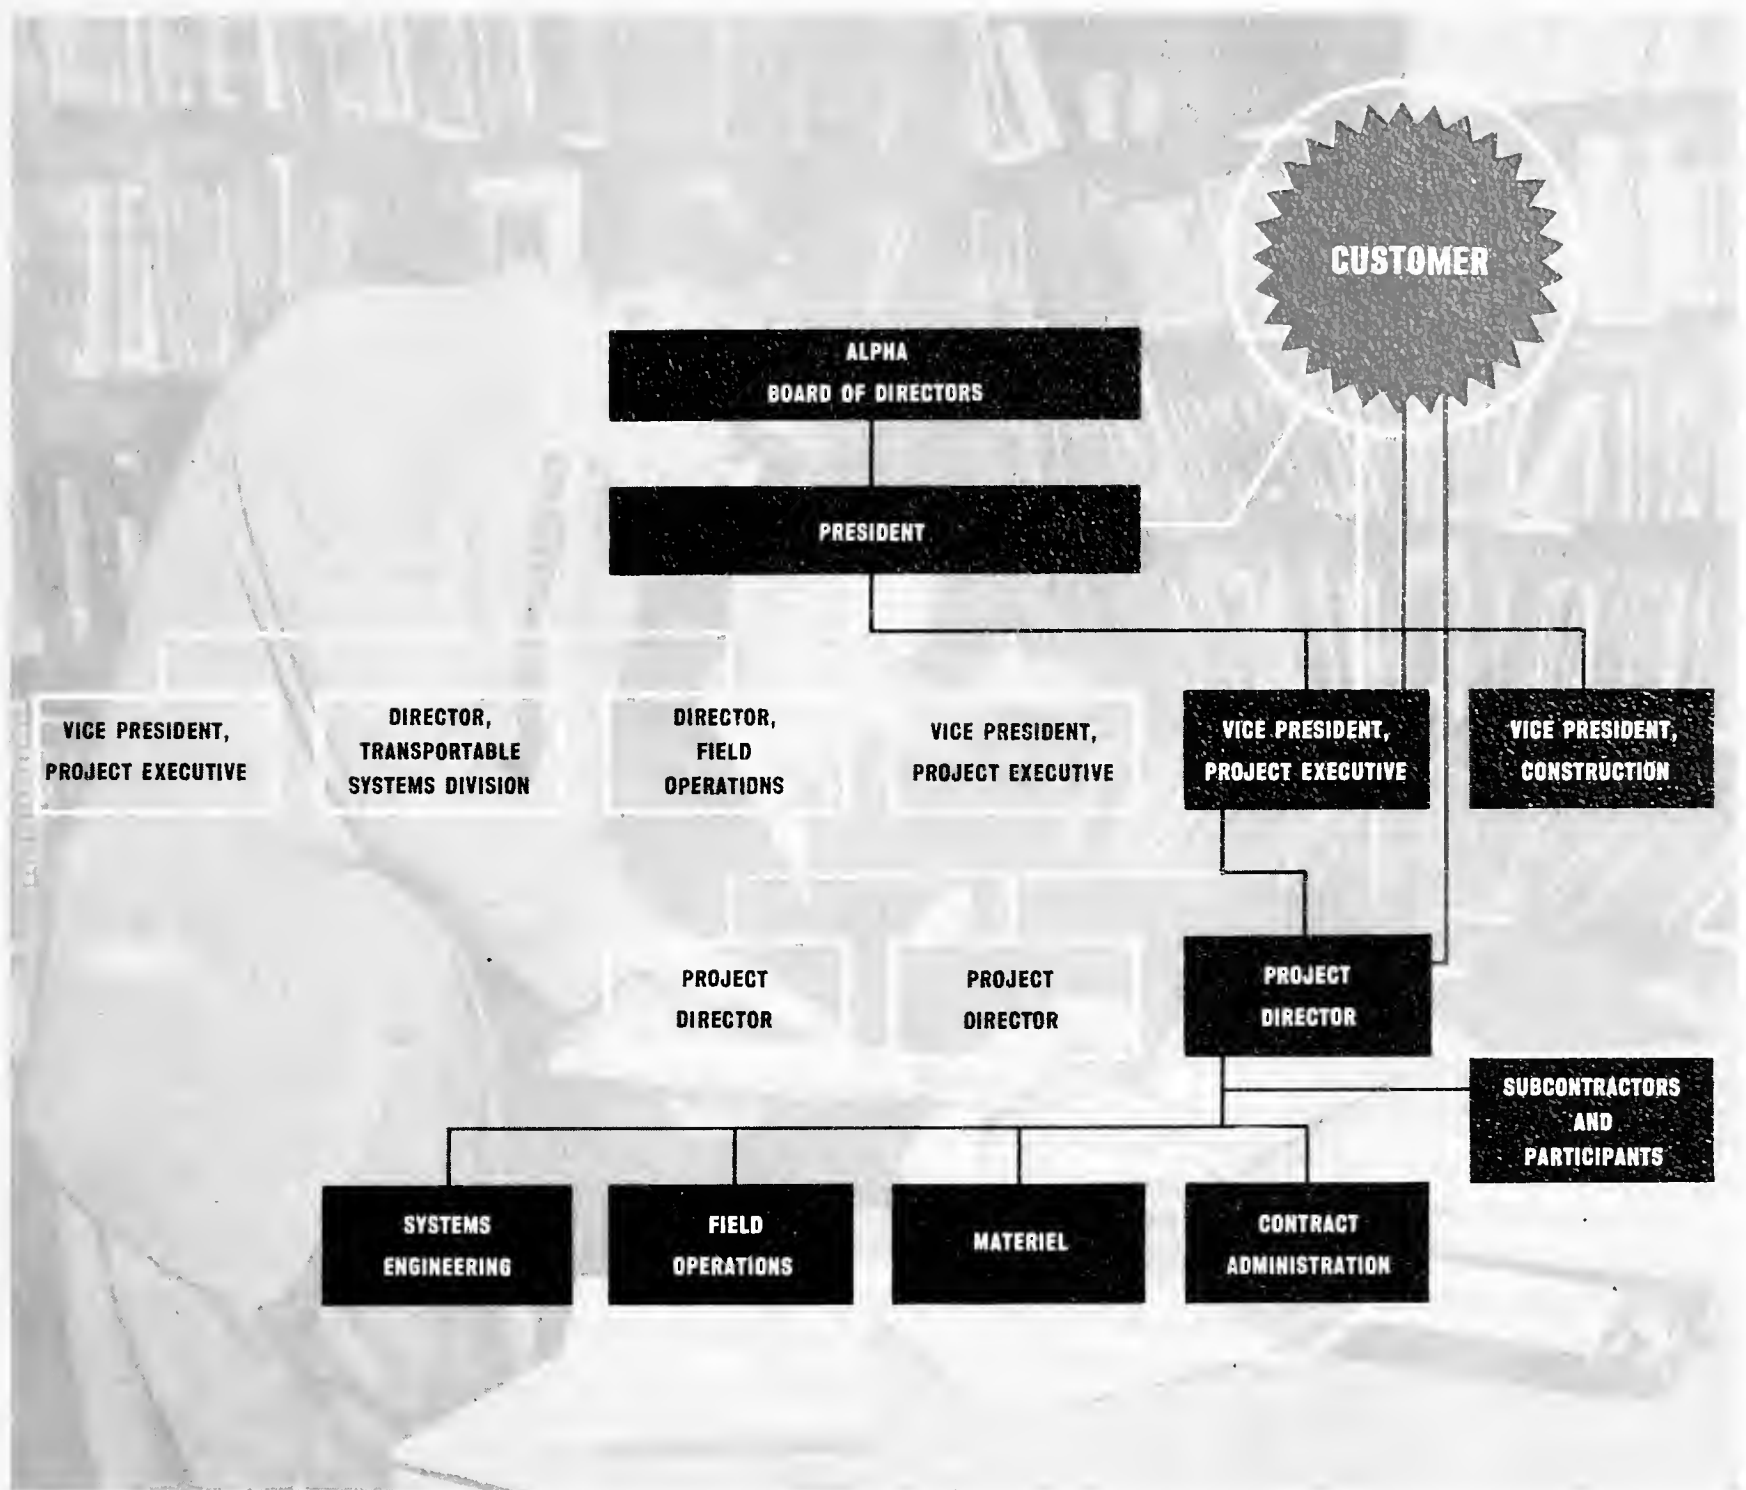 CUSTOMER
ALPHA
BOARD OF DIRECTORS
PRESIDENT
VICE PRESIDENT,
PROJECT EXECUTIVE
DIRECTOR,
TRANSPORTABLE
SYSTEMS DIVISION
DIRECTOR,
FIELD
OPERATIONS
VICE PRESIDENT,
PROJECT EXECUTIVE
VICE PRESIDENT,
PROJECT EXECUTIVE
VICE PRESIDENT,
CONSTRUCTION
PROJECT
DIRECTOR
PROJECT
DIRECTOR
PROJECT
DIRECTOR
SUBCONTRACTORS
AND
PARTICIPANTS
SYSTEMS
ENGINEERING
FIELD
OPERATIONS
MATERIEL
CONTRACT
ADMINISTRATION